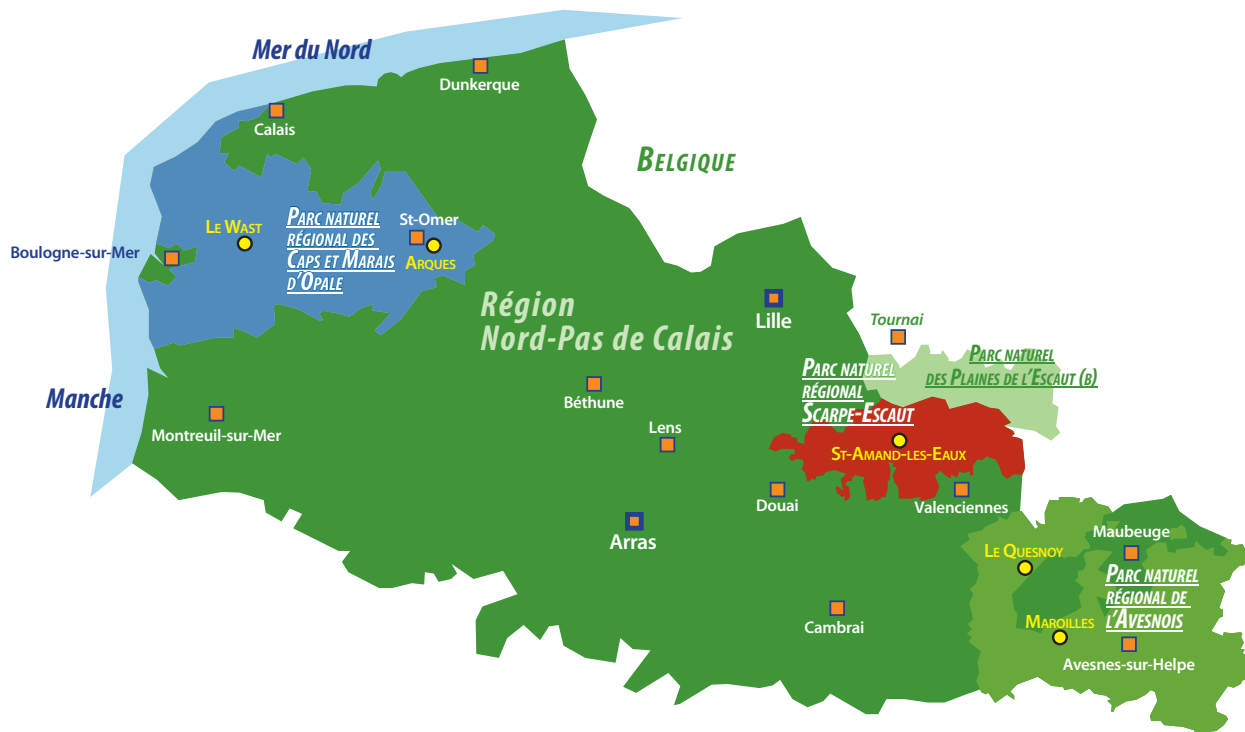 Mer du Nord
Dunkerque
Calais
BELGIQUE
LE WAST
PARC NATUREL
RÉGIONAL DES
CAPS ET MARAIS
D'OPALE
St-Omer
ARQUES
Boulogne-sur-Mer
Région
Nord-Pas de Calais
Lille
Tournai
PARC NATUREL
DES PLAINES DE L'ESCAUT (B)
PARC NATUREL
RÉGIONAL
SCARPE-ESCAUT
Manche
Béthune
Montreuil-sur-Mer
Lens
ST-AMAND-LES-EAUX
Douai
Valenciennes
Arras
Maubeuge
LE QUESNOY
PARC NATUREL
RÉGIONAL DE
L'AVESNOIS
Cambrai
MAROILLES
Avesnes-sur-Helpe